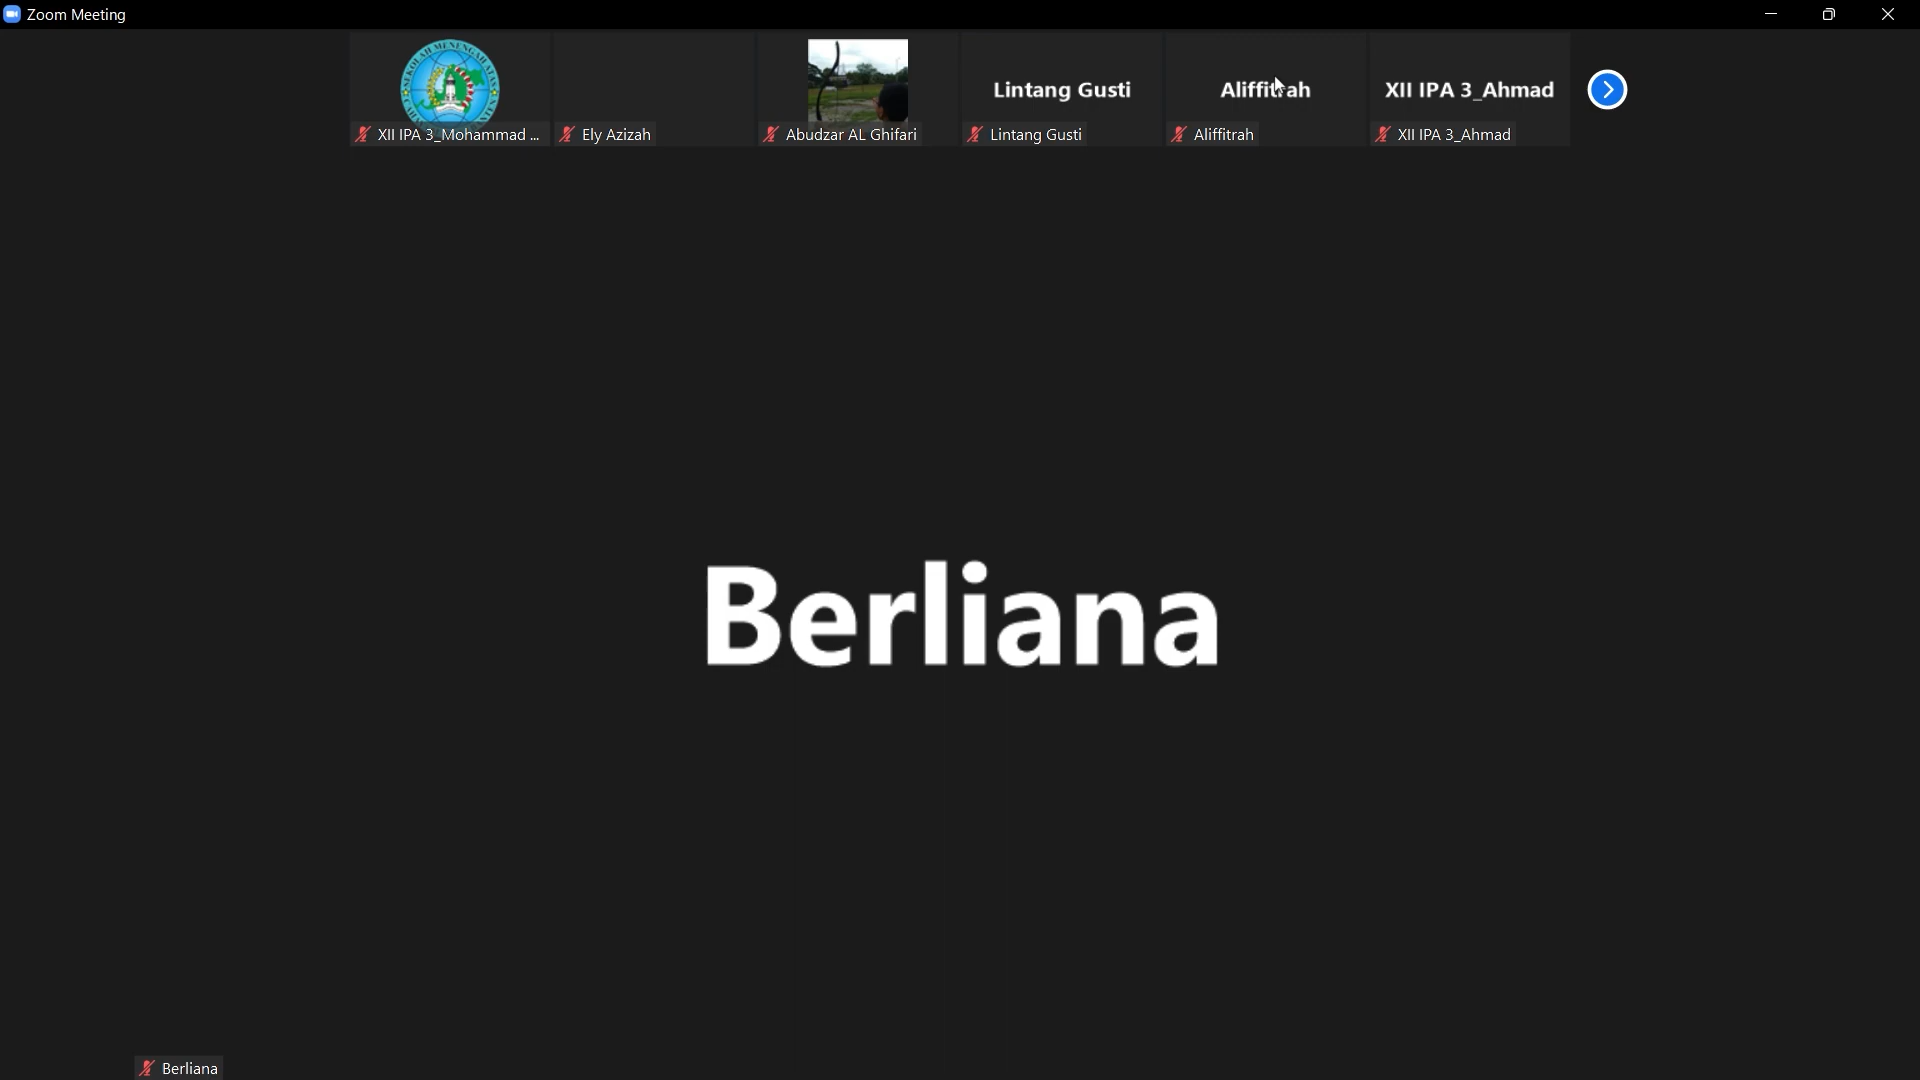 Zoom Meeting
Lintang Gusti
Aliffitrah
XII IPA 3_Ahmad
XII IPA 3_Mohammad ...
Ely Azizah
Abudzar AL Ghifari
Lintang Gusti
Aliffitrah
XII IPA 3_Ahmad
Berliana
Berliana